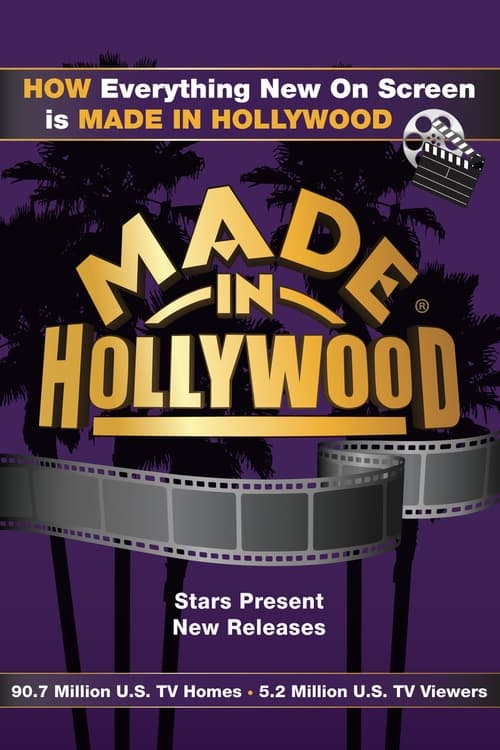 HOW Everything New On Screen
is MADE IN HOLLYWOOD
MADE
IN
HOLLYWOOD®
Stars Present
New Releases
90.7 Million U.S. TV Homes • 5.2 Million U.S. TV Viewers